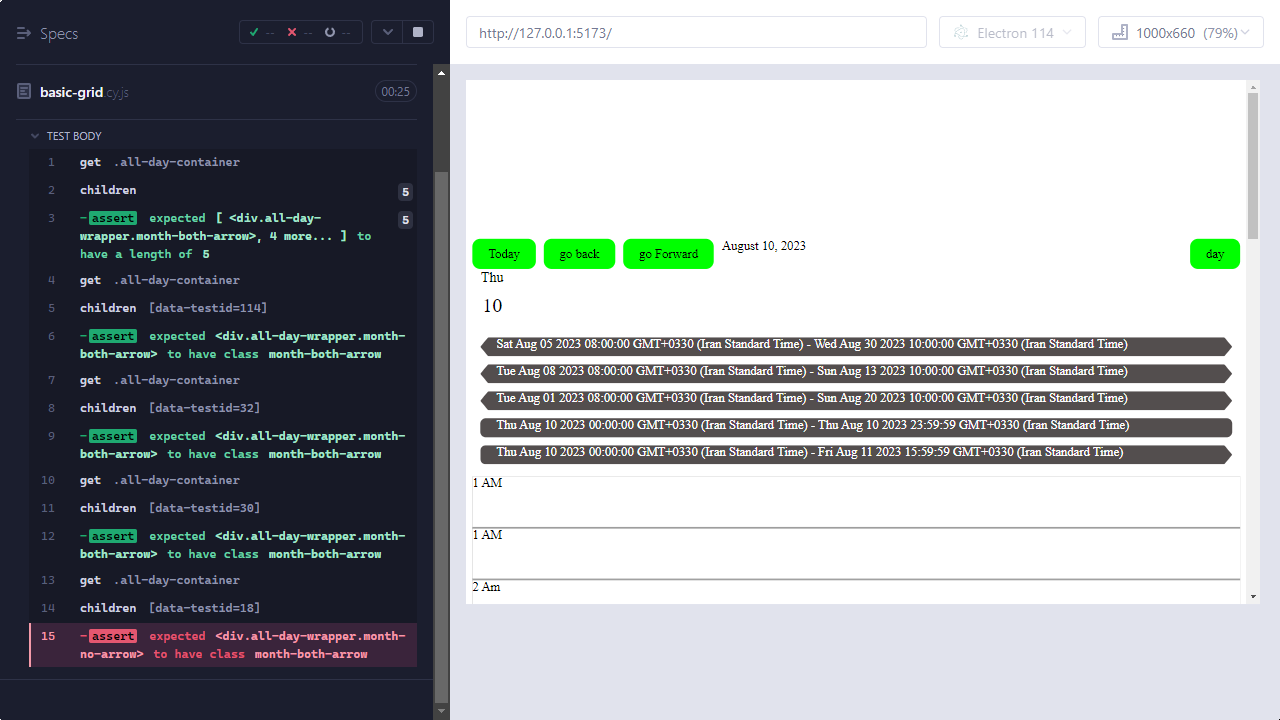 Specs
-- -- --
basic-grid.cy.js 00:25
TEST BODY
1 get .all-day-container
2 children 5
3 -assert expected [ <div.all-day- 5
wrapper.month-both-arrow>, 4 more... ] to
have a length of 5
4 get .all-day-container
5 children [data-testid=114]
6 -assert expected <div.all-day-wrapper.month-
both-arrow> to have class month-both-arrow
7 get .all-day-container
8 children [data-testid=32]
9 -assert expected <div.all-day-wrapper.month-
both-arrow> to have class month-both-arrow
10 get .all-day-container
11 children [data-testid=30]
12 -assert expected <div.all-day-wrapper.month-
both-arrow> to have class month-both-arrow
13 get .all-day-container
14 children [data-testid=18]
15 -assert expected <div.all-day-wrapper.month-
no-arrow> to have class month-both-arrow
http://127.0.0.1:5173/
Electron 114
1000x660 (79%)
Today go back go Forward August 10, 2023 day
Thu
10
Sat Aug 05 2023 08:00:00 GMT+0330 (Iran Standard Time) - Wed Aug 30 2023 10:00:00 GMT+0330 (Iran Standard Time)
Tue Aug 08 2023 08:00:00 GMT+0330 (Iran Standard Time) - Sun Aug 13 2023 10:00:00 GMT+0330 (Iran Standard Time)
Tue Aug 01 2023 08:00:00 GMT+0330 (Iran Standard Time) - Sun Aug 20 2023 10:00:00 GMT+0330 (Iran Standard Time)
Thu Aug 10 2023 00:00:00 GMT+0330 (Iran Standard Time) - Thu Aug 10 2023 23:59:59 GMT+0330 (Iran Standard Time)
Thu Aug 10 2023 00:00:00 GMT+0330 (Iran Standard Time) - Fri Aug 11 2023 15:59:59 GMT+0330 (Iran Standard Time)
1 AM
1 AM
2 Am